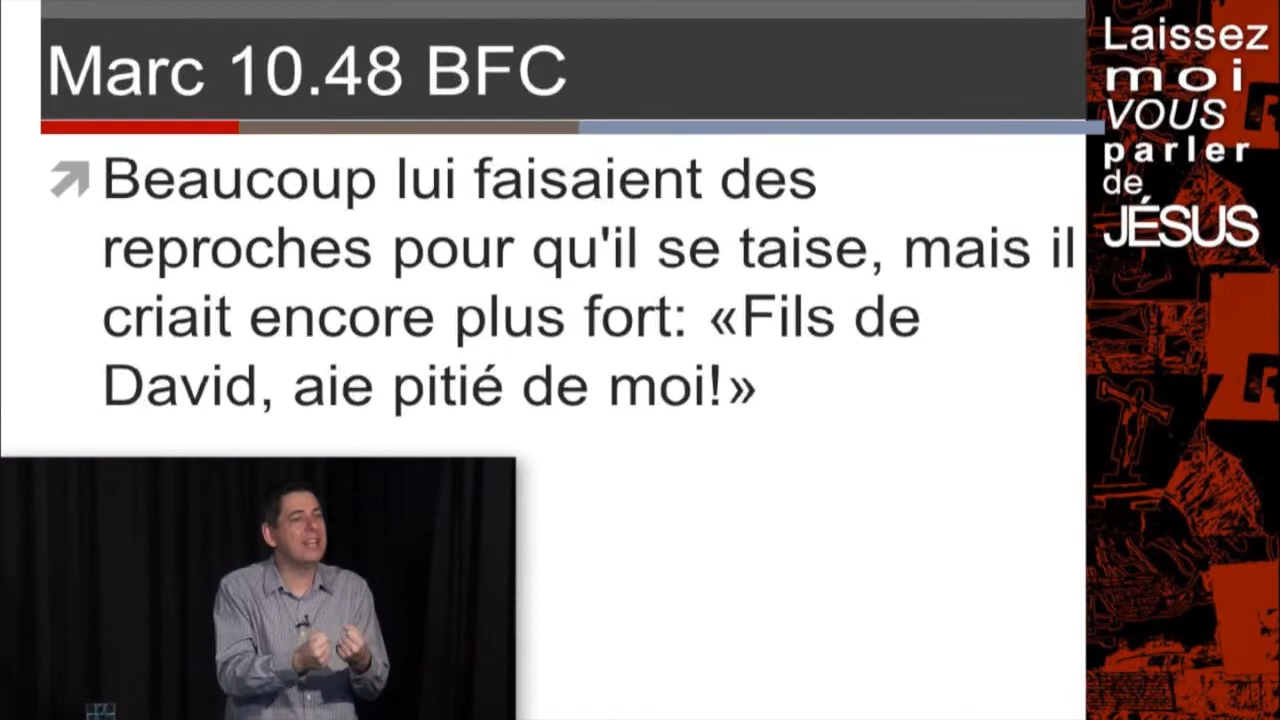 Marc 10.48 BFC
Beaucoup lui faisaient des
reproches pour qu'il se taise, mais il
criait encore plus fort: «Fils de
David, aie pitié de moi!»
Laissez
moi
VOUS
parler
de
JÉSUS